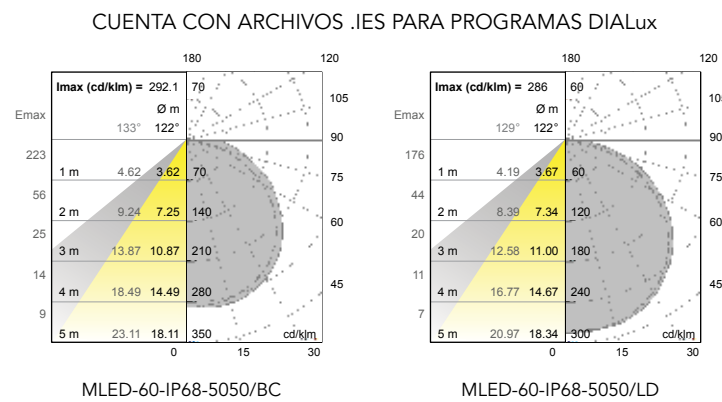 CUENTA CON ARCHIVOS .IES PARA PROGRAMAS DIALux
180 120
Imax (cd/klm) = 292.1 70
105
Ø m
Emax
133° 122°
90
223
1 m 4.62 3.62 70
75
56
2 m 9.24 7.25 140
60
25
3 m 13.87 10.87 210
14
4 m 18.49 14.49 280
45
9
5 m 23.11 18.11 350 cd/klm
0 15 30
MLED-60-IP68-5050/BC
180 120
Imax (cd/klm) = 286 60
105
Ø m
Emax
129° 122°
90
176
1 m 4.19 3.67 60
75
44
2 m 8.39 7.34 120
60
20
3 m 12.58 11.00 180
11
4 m 16.77 14.67 240
45
7
5 m 20.97 18.34 300 cd/klm
0 15 30
MLED-60-IP68-5050/LD